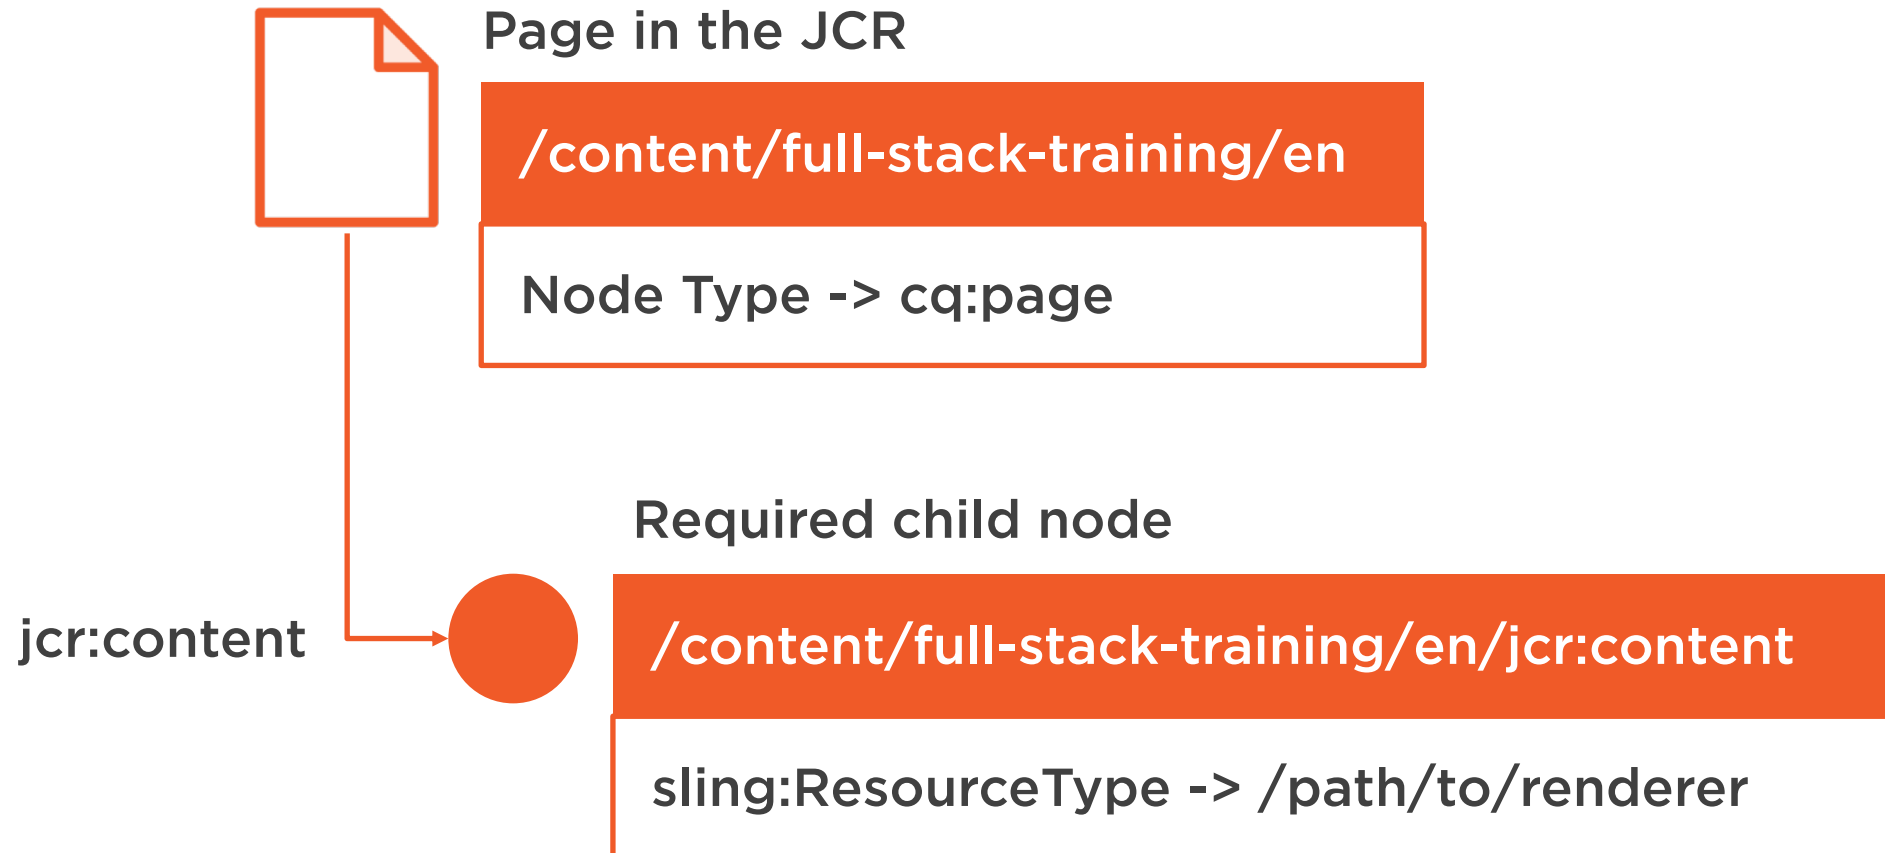 Page in the JCR
/content/full-stack-training/en
Node Type -> cq:page
Required child node
jcr:content
/content/full-stack-training/en/jcr:content
sling:ResourceType -> /path/to/renderer